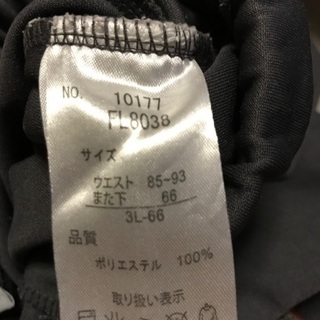 NO. 10177
FL8038
サイズ
ウエスト 85-93
また下 66
3L-66
品質
ポリエステル 100%
取り扱い表示